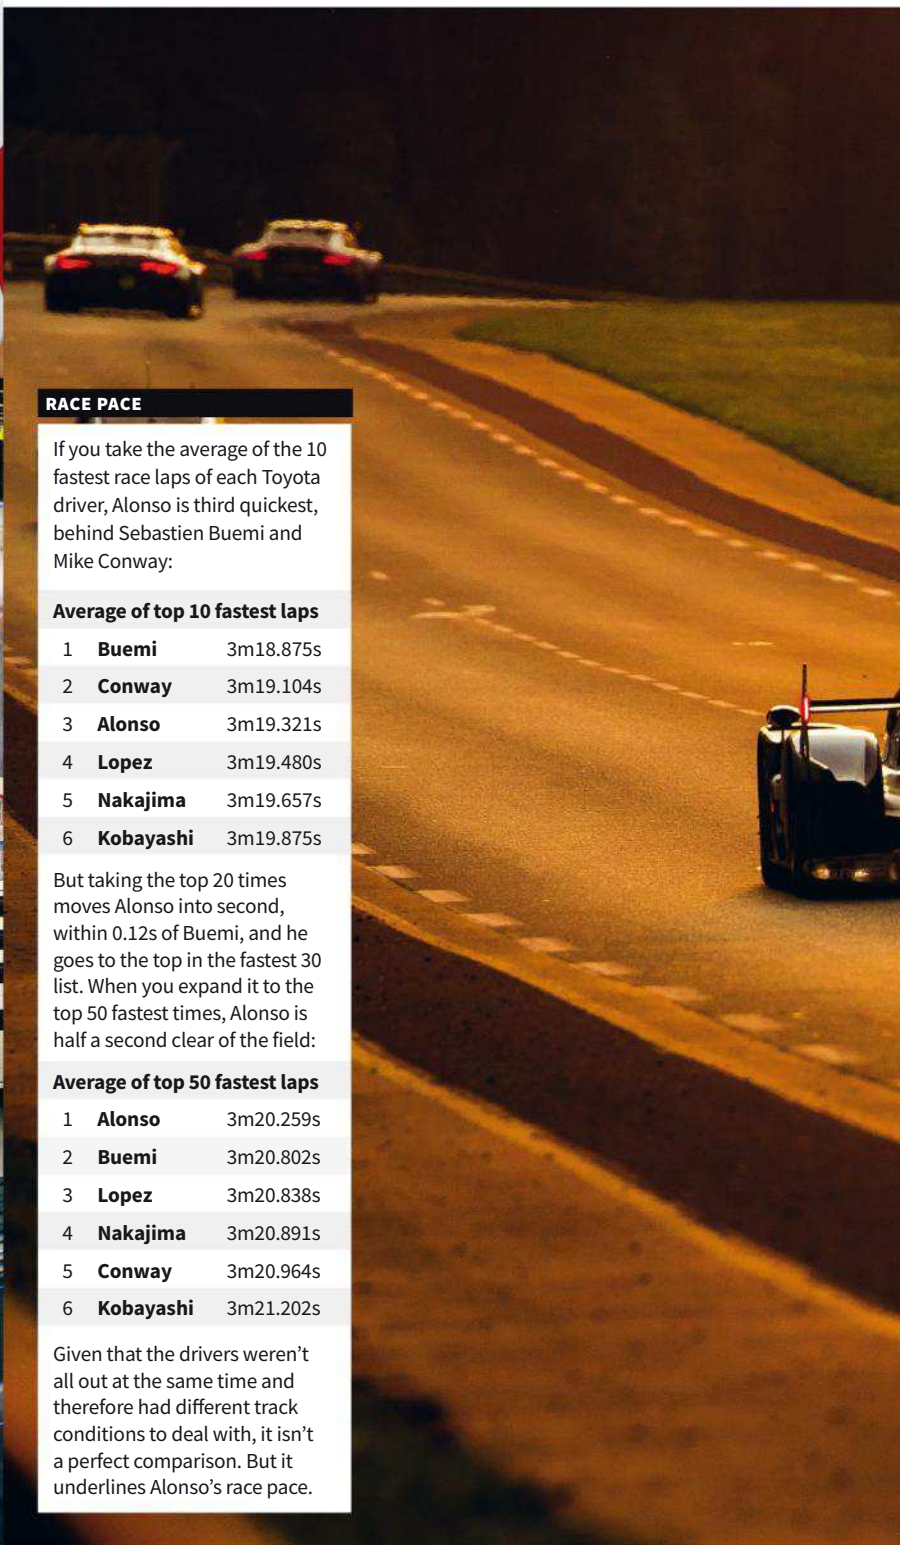 RACE PACE
If you take the average of the 10
fastest race laps of each Toyota
driver, Alonso is third quickest,
behind Sebastien Buemi and
Mike Conway:
Average of top 10 fastest laps
1 Buemi 3m18.875s
2 Conway 3m19.104s
3 Alonso 3m19.321s
4 Lopez 3m19.480s
5 Nakajima 3m19.657s
6 Kobayashi 3m19.875s
But taking the top 20 times
moves Alonso into second,
within 0.12s of Buemi, and he
goes to the top in the fastest 30
list. When you expand it to the
top 50 fastest times, Alonso is
half a second clear of the field:
Average of top 50 fastest laps
1 Alonso 3m20.259s
2 Buemi 3m20.802s
3 Lopez 3m20.838s
4 Nakajima 3m20.891s
5 Conway 3m20.964s
6 Kobayashi 3m21.202s
Given that the drivers weren’t
all out at the same time and
therefore had different track
conditions to deal with, it isn’t
a perfect comparison. But it
underlines Alonso’s race pace.